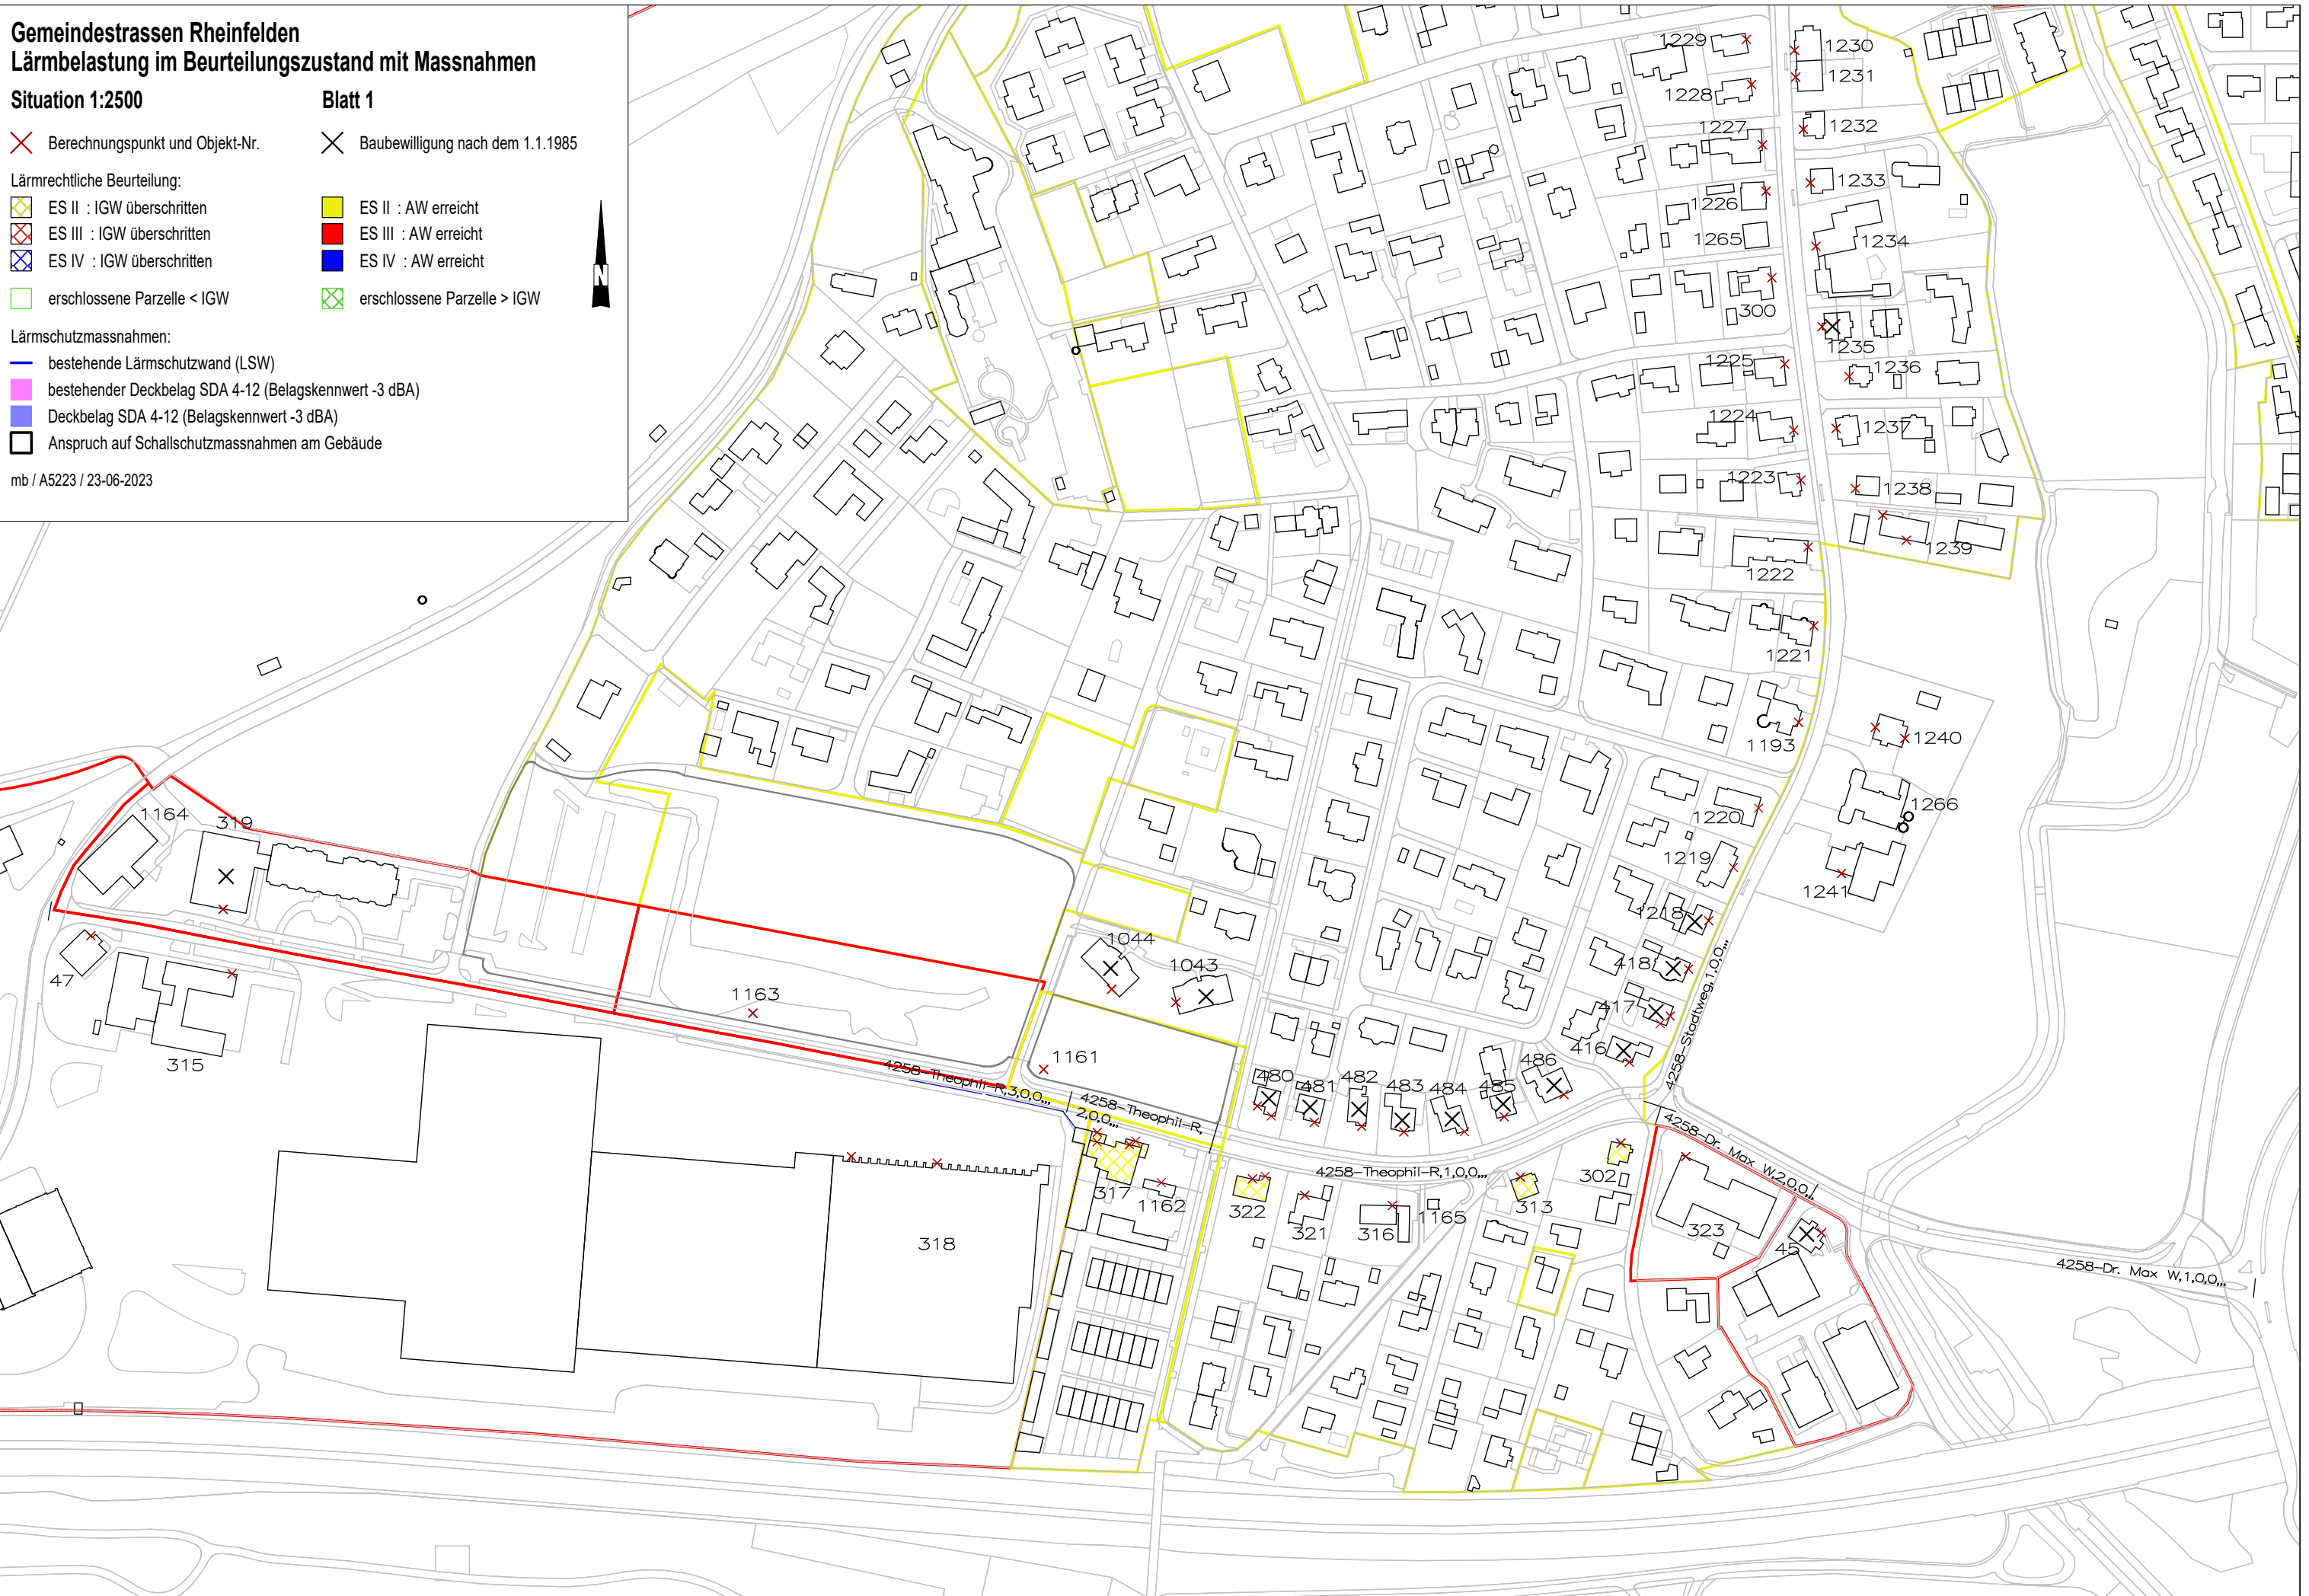 Gemeindestrassen Rheinfelden
Lärmbelastung im Beurteilungszustand mit Massnahmen
Situation 1:2500 Blatt 1
Berechnungspunkt und Objekt-Nr. Baubewilligung nach dem 1.1.1985
Lärmrechtliche Beurteilung:
ES II : IGW überschritten ES II : AW erreicht
ES III : IGW überschritten ES III : AW erreicht
ES IV : IGW überschritten ES IV : AW erreicht
erschlossene Parzelle < IGW erschlossene Parzelle > IGW
N
Lärmschutzmassnahmen:
bestehende Lärmschutzwand (LSW)
bestehender Deckbelag SDA 4-12 (Belagskennwert -3 dBA)
Deckbelag SDA 4-12 (Belagskennwert -3 dBA)
Anspruch auf Schallschutzmassnahmen am Gebäude
mb / A5223 / 23-06-2023
1229
1230
1231
1228
1232
1227
1233
1226
1265
1234
300
1235
1225
1236
1224
1237
1223
1238
1239
1222
1221
1193
1240
1220
1266
1219
1241
1218
418
417
416
4258-Stadtweg,1,0,0,,,
1164
319
47
315
1163
1044
1043
1161
4258-Theophil-R,3,0,0,,,
4258-Theophil-R,
2,0,0,,,
480
481
482
483
484
485
486
317
1162
318
322
321
316
1165
4258-Theophil-R,1,0,0,,,
313
302
4258-Dr. Max W,2,0,0,,,
323
45
4258-Dr. Max W,1,0,0,,,